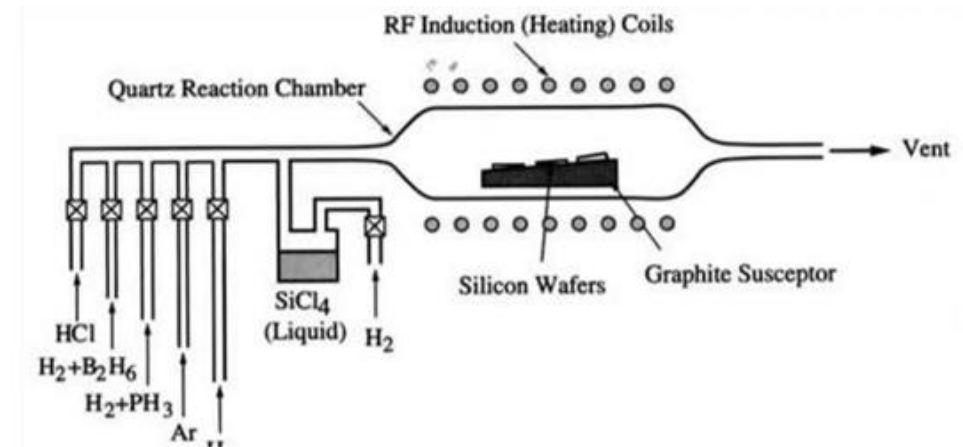 RF Induction (Heating) Coils
Quartz Reaction Chamber
Vent
Silicon Wafers
Graphite Susceptor
SiCl4
(Liquid)
H2
HCl
H2+B2H6
H2+PH3
Ar